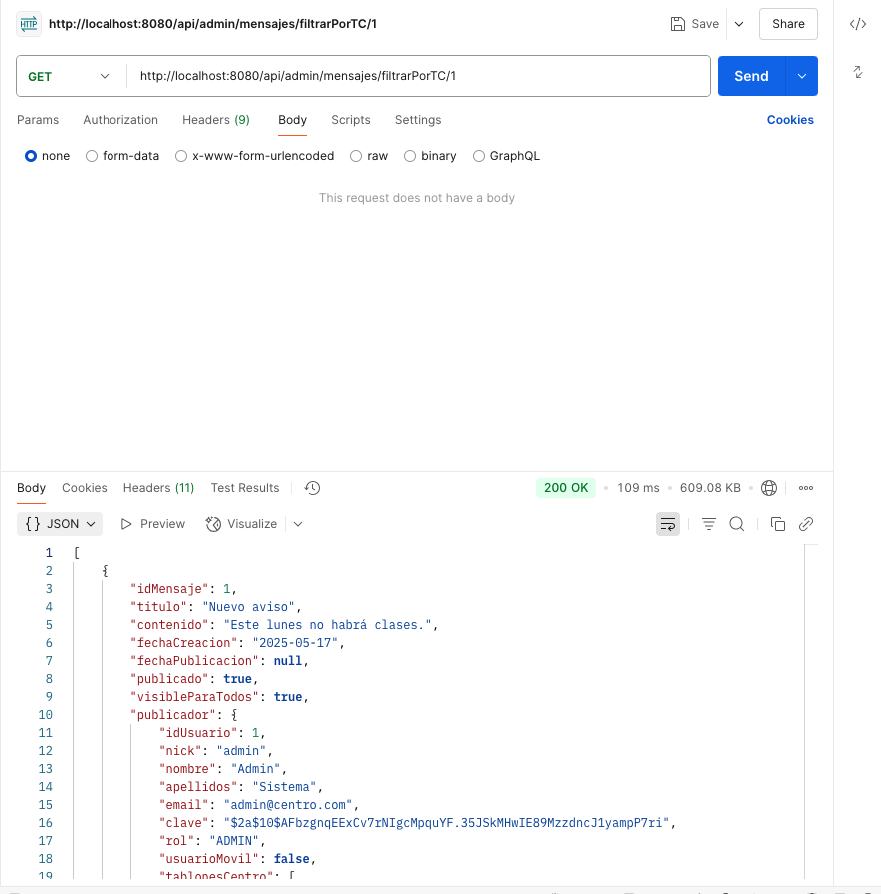 HTTP http://localhost:8080/api/admin/mensajes/filtrarPorTC/1 Save Share
GET http://localhost:8080/api/admin/mensajes/filtrarPorTC/1 Send
Params Authorization Headers (9) Body Scripts Settings Cookies
none form-data x-www-form-urlencoded raw binary GraphQL
This request does not have a body
Body Cookies Headers (11) Test Results 200 OK • 109 ms • 609.08 KB •
{} JSON Preview Visualize
1 [
2 {
3 "idMensaje": 1,
4 "titulo": "Nuevo aviso",
5 "contenido": "Este lunes no habrá clases.",
6 "fechaCreacion": "2025-05-17",
7 "fechaPublicacion": null,
8 "publicado": true,
9 "visibleParaTodos": true,
10 "publicador": {
11 "idUsuario": 1,
12 "nick": "admin",
13 "nombre": "Admin",
14 "apellidos": "Sistema",
15 "email": "admin@centro.com",
16 "clave": "$2a$10$AFbzgnqEExCv7rNIgcMpquYF.35JSkMHwIE89MzzdncJ1yampP7ri",
17 "rol": "ADMIN",
18 "usuarioMovil": false,
19 "tablonesCentro": [